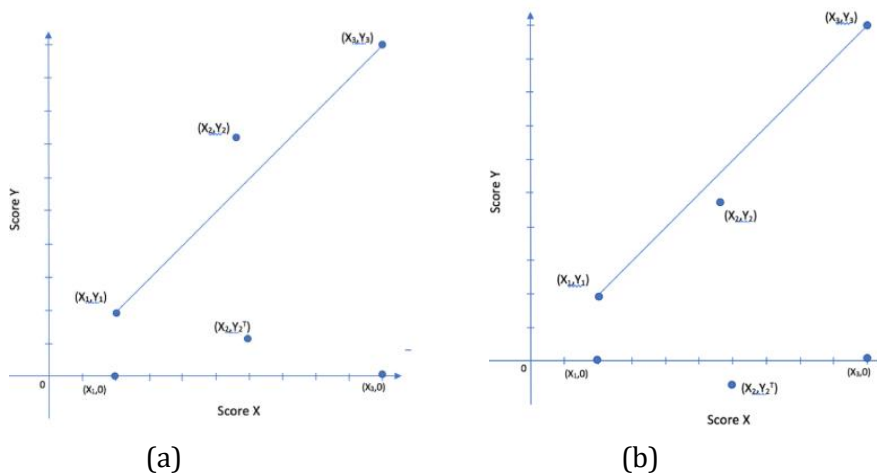 (X₃,Y₃)
(X₂,Y₂)
Score Y
(X₁,Y₁)
(X₂,Y₂ᵀ)
0
(X₁,0)
(X₃,0)
Score X
(a)
(X₃,Y₃)
Score Y
(X₂,Y₂)
(X₁,Y₁)
0
(X₁,0)
(X₃,0)
(X₂,Y₂ᵀ)
Score X
(b)